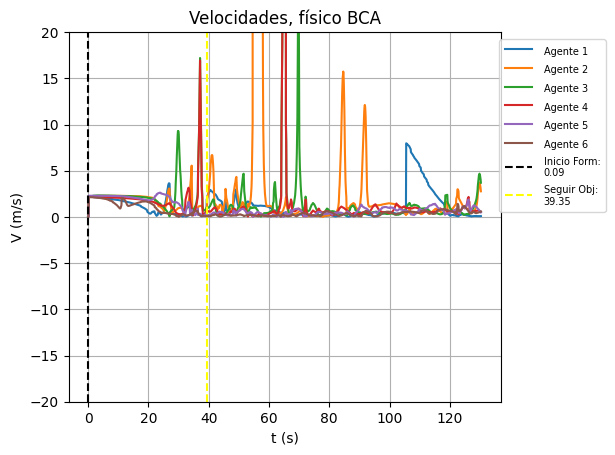 Velocidades, físico BCA
V (m/s)
20
15
10
5
0
−5
−10
−15
−20
0
20
40
60
80
100
120
t (s)
Agente 1
Agente 2
Agente 3
Agente 4
Agente 5
Agente 6
Inicio Form:
0.09
Seguir Obj:
39.35